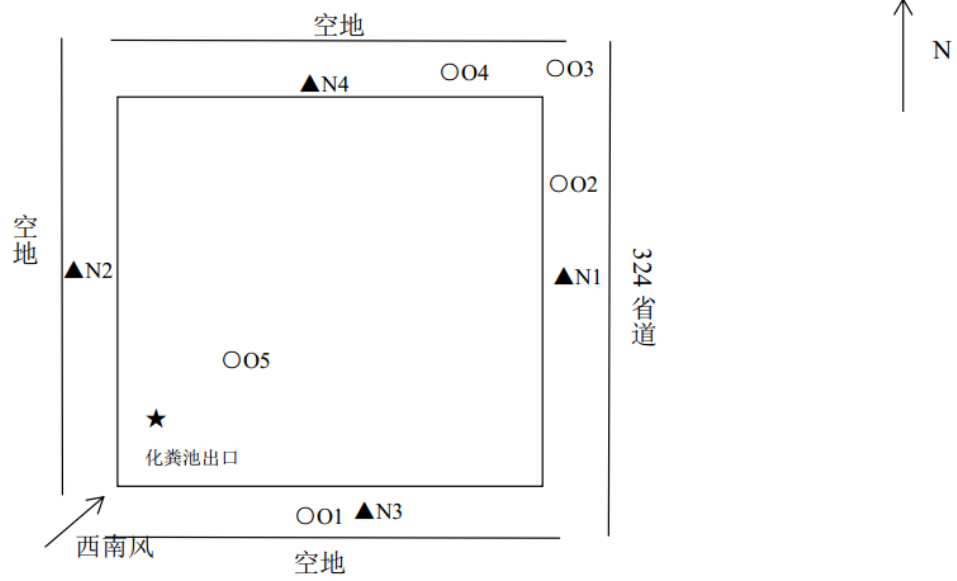 空地
N
○O4
○O3
▲N4
○O2
空地
▲N2
▲N1
324 省道
○O5
★
化粪池出口
○O1
▲N3
西南风
空地